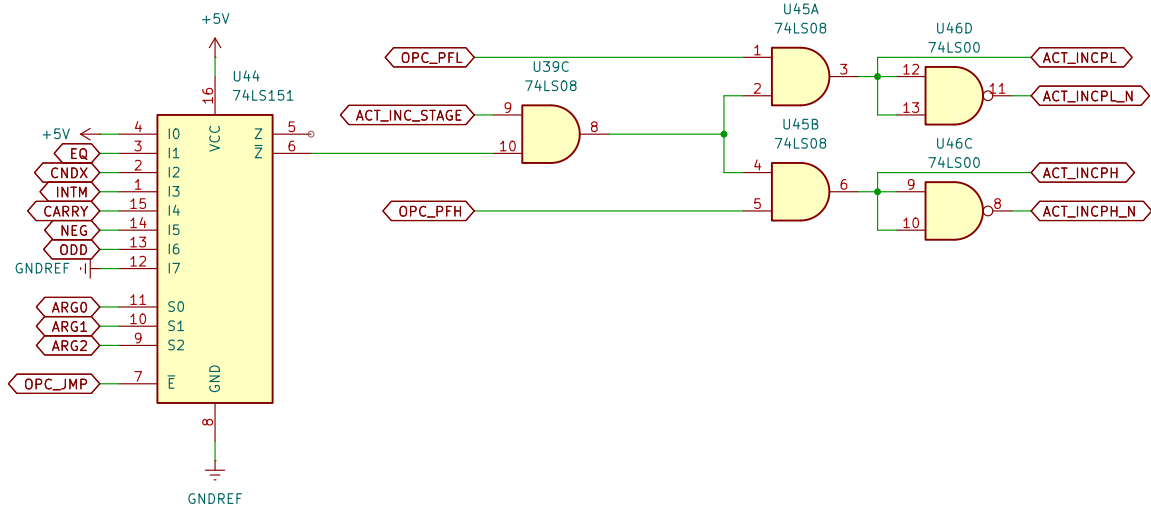 +5V
U44
74LS151
16
VCC
+5V
4
I0
EQ
3
I1
CNDX
2
I2
INTM
1
I3
CARRY
15
I4
NEG
14
I5
ODD
13
I6
GNDREF
12
I7
ARG0
11
S0
ARG1
10
S1
ARG2
9
S2
OPC_JMP
7
E
Z
5
Z
6
GND
8
GNDREF
OPC_PFL
ACT_INC_STAGE
U39C
74LS08
9
10
8
OPC_PFH
U45A
74LS08
1
2
3
U45B
74LS08
4
5
6
U46D
74LS00
12
13
11
ACT_INCPL
ACT_INCPL_N
U46C
74LS00
9
10
8
ACT_INCPH
ACT_INCPH_N